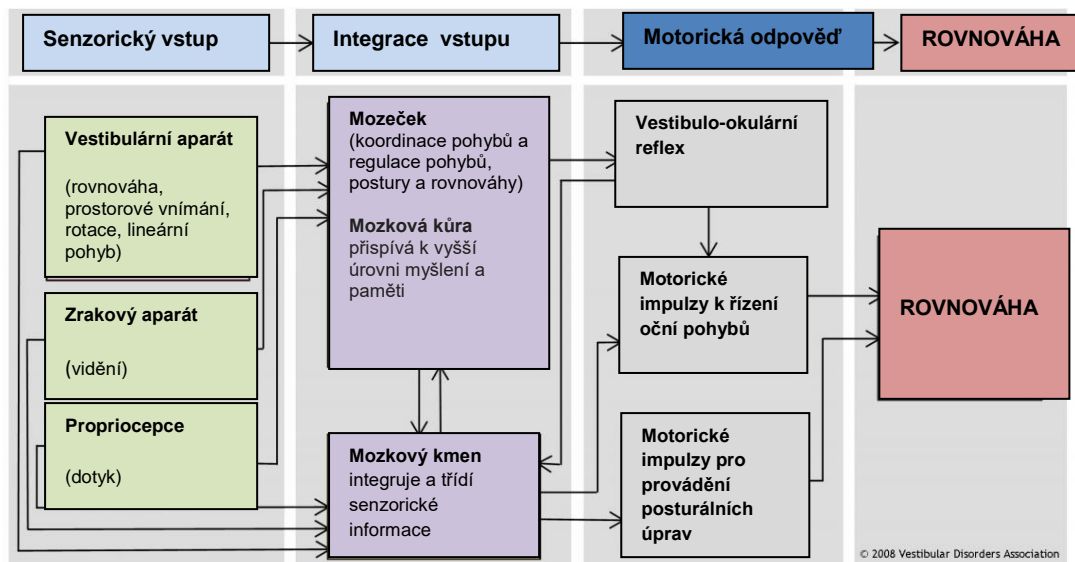 Senzorický vstup
Integrace vstupu
Motorická odpověď
ROVNOVÁHA
Vestibulární aparát
(rovnováha,
prostorové vnímání,
rotace, lineární
pohyb)
Zrakový aparát
(vidění)
Propriocepce
(dotyk)
Mozeček
(koordinace pohybů a
regulace pohybů,
postury a rovnováhy)
Mozková kůra
přispívá k vyšší
úrovni myšlení a
paměti
Mozkový kmen
integruje a třídí
senzorické
informace
Vestibulo-okulární
reflex
Motorické
impulzy k řízení
oční pohybů
Motorické
impulzy pro
provádění
posturálních
úprav
ROVNOVÁHA
© 2008 Vestibular Disorders Association